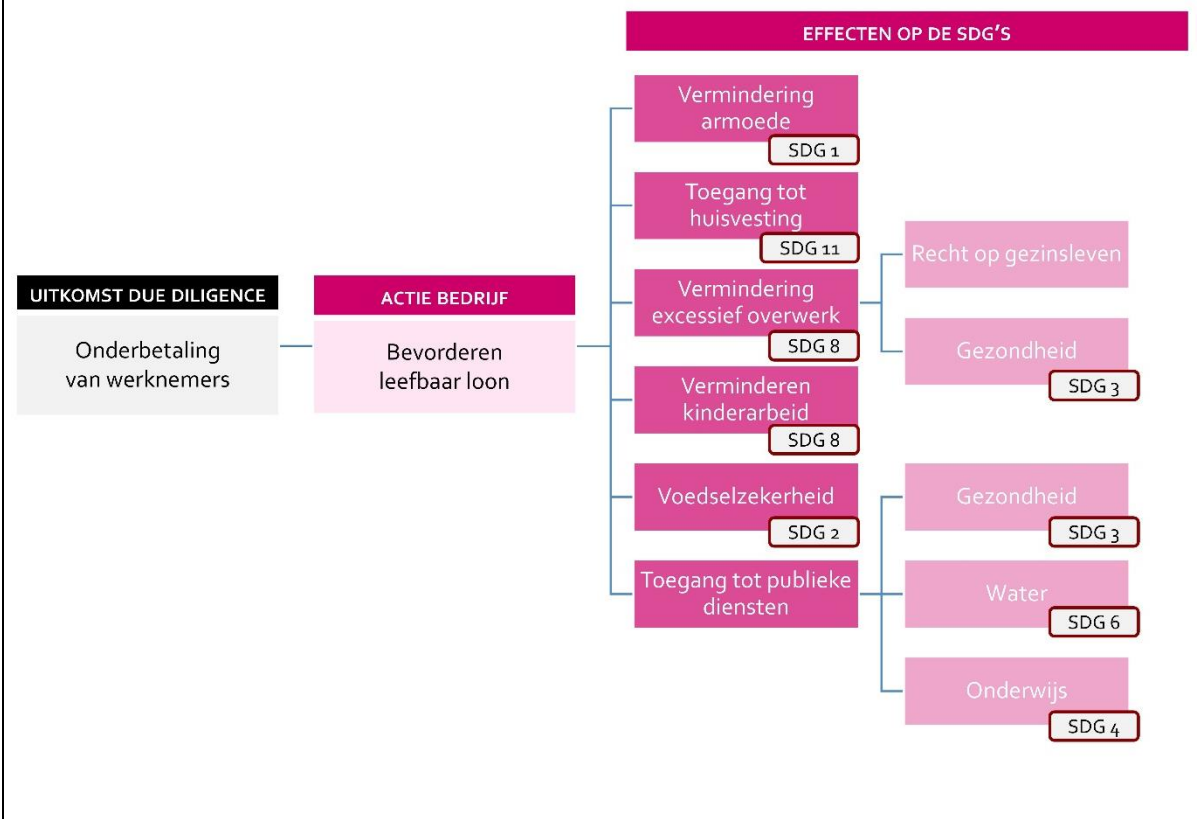 EFFECTEN OP DE SDG'S
Vermindering
armoede
SDG 1
Toegang tot
huisvesting
SDG 11
Recht op gezinsleven
UITKOMST DUE DILIGENCE
ACTIE BEDRIJF
Vermindering
excessief overwerk
SDG 8
Onderbetaling
van werknemers
Bevorderen
leefbaar loon
Gezondheid
SDG 3
Verminderen
kinderarbeid
SDG 8
Voedselzekerheid
SDG 2
Gezondheid
SDG 3
Toegang tot publieke
diensten
Water
SDG 6
Onderwijs
SDG 4